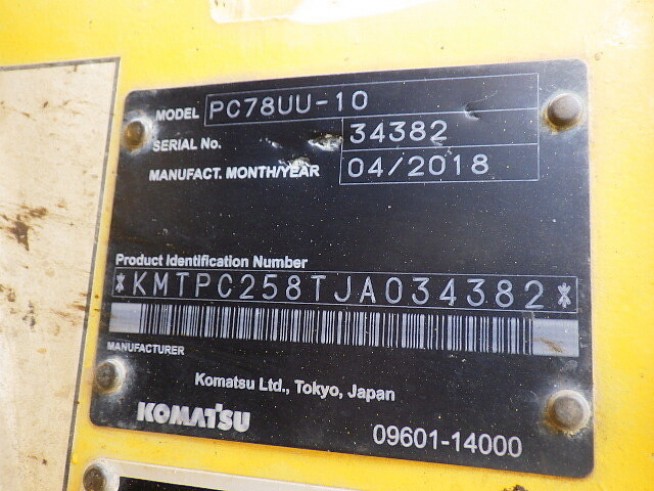 MODEL PC78UU-10
SERIAL No. 34382
MANUFACT. MONTH/YEAR 04/2018
Product Identification Number
*KMTPC258TJA034382*
MANUFACTURER
Komatsu Ltd., Tokyo, Japan
KOMATSU
09601-14000